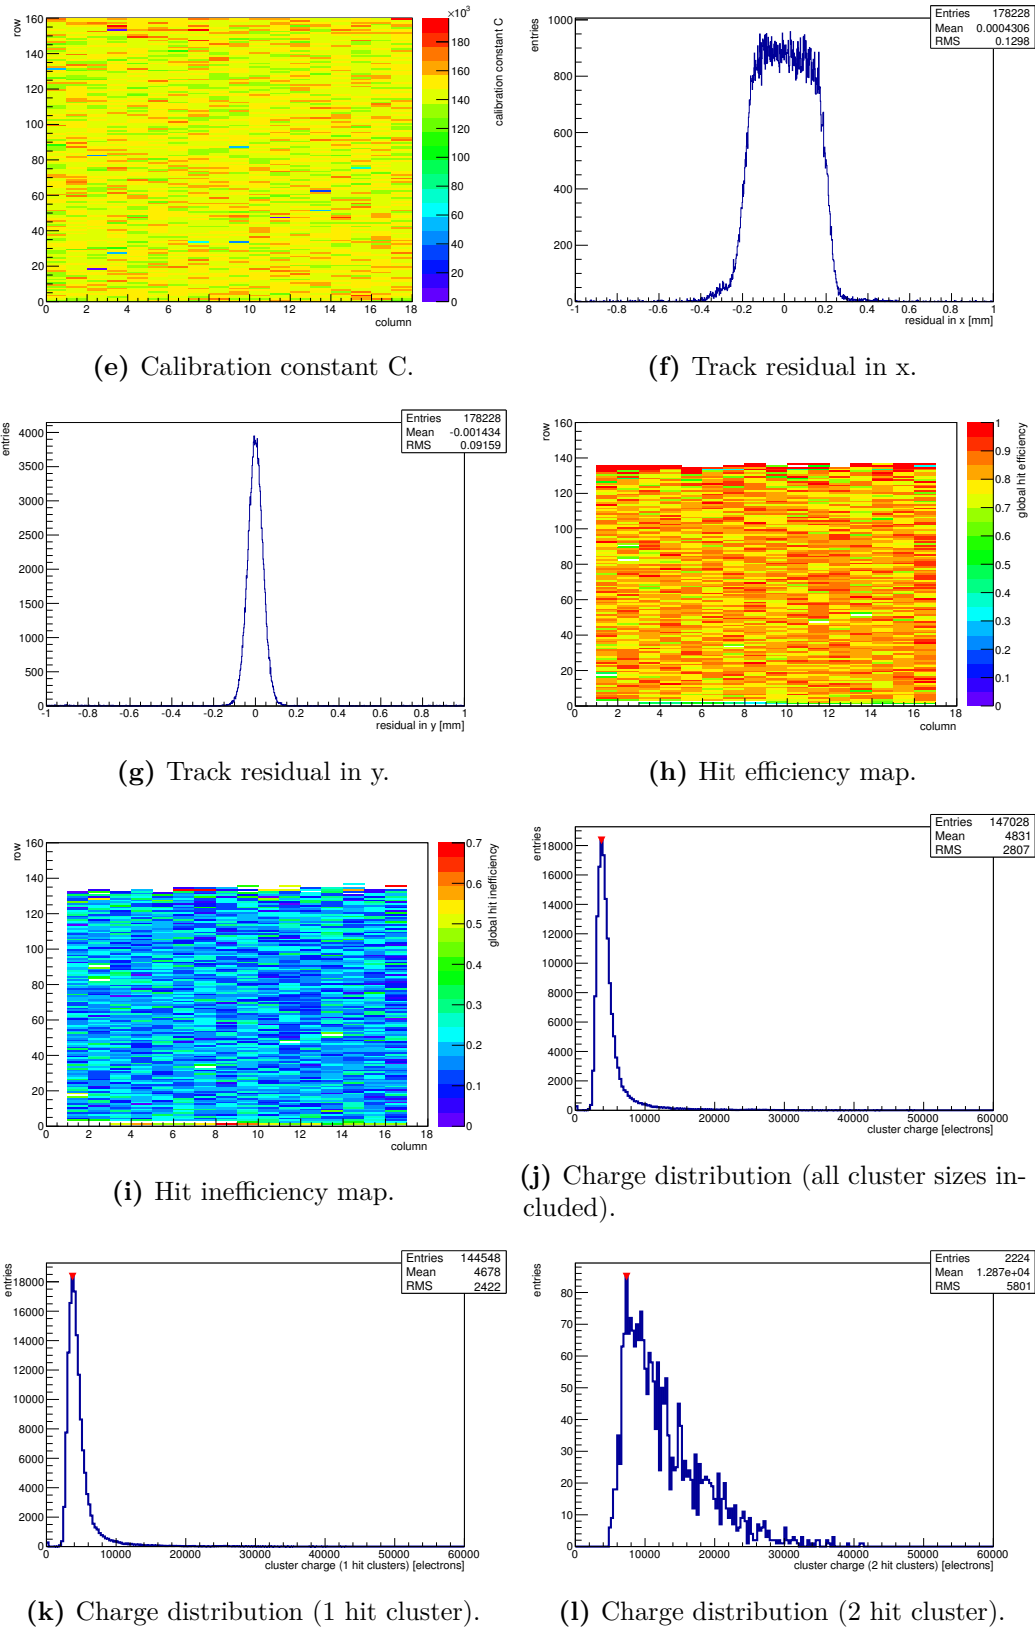 ×10³
row
160
140
120
100
80
60
40
20
0
0 2 4 6 8 10 12 14 16 18
column
180
160
140
120
100
80
60
40
20
0
calibration constant C
(e) Calibration constant C.
entries
Entries 178228
Mean 0.0004306
RMS 0.1298
1000
800
600
400
200
0
-1 -0.8 -0.6 -0.4 -0.2 0 0.2 0.4 0.6 0.8 1
residual in x [mm]
(f) Track residual in x.
entries
Entries 178228
Mean -0.001434
RMS 0.09159
4000
3500
3000
2500
2000
1500
1000
500
0
-1 -0.8 -0.6 -0.4 -0.2 0 0.2 0.4 0.6 0.8 1
residual in y [mm]
(g) Track residual in y.
row
160
140
120
100
80
60
40
20
0
0 2 4 6 8 10 12 14 16 18
column
1
0.9
0.8
0.7
0.6
0.5
0.4
0.3
0.2
0.1
0
global hit efficiency
(h) Hit efficiency map.
row
160
140
120
100
80
60
40
20
0
0 2 4 6 8 10 12 14 16 18
column
0.7
0.6
0.5
0.4
0.3
0.2
0.1
0
global hit inefficiency
(i) Hit inefficiency map.
entries
Entries 147028
Mean 4831
RMS 2807
18000
16000
14000
12000
10000
8000
6000
4000
2000
0
0 10000 20000 30000 40000 50000 60000
cluster charge [electrons]
(j) Charge distribution (all cluster sizes in-
cluded).
entries
Entries 144548
Mean 4678
RMS 2422
18000
16000
14000
12000
10000
8000
6000
4000
2000
0
0 10000 20000 30000 40000 50000 60000
cluster charge (1 hit clusters) [electrons]
(k) Charge distribution (1 hit cluster).
entries
Entries 2224
Mean 1.287e+04
RMS 5801
80
70
60
50
40
30
20
10
0
0 10000 20000 30000 40000 50000 60000
cluster charge (2 hit clusters) [electrons]
(l) Charge distribution (2 hit cluster).